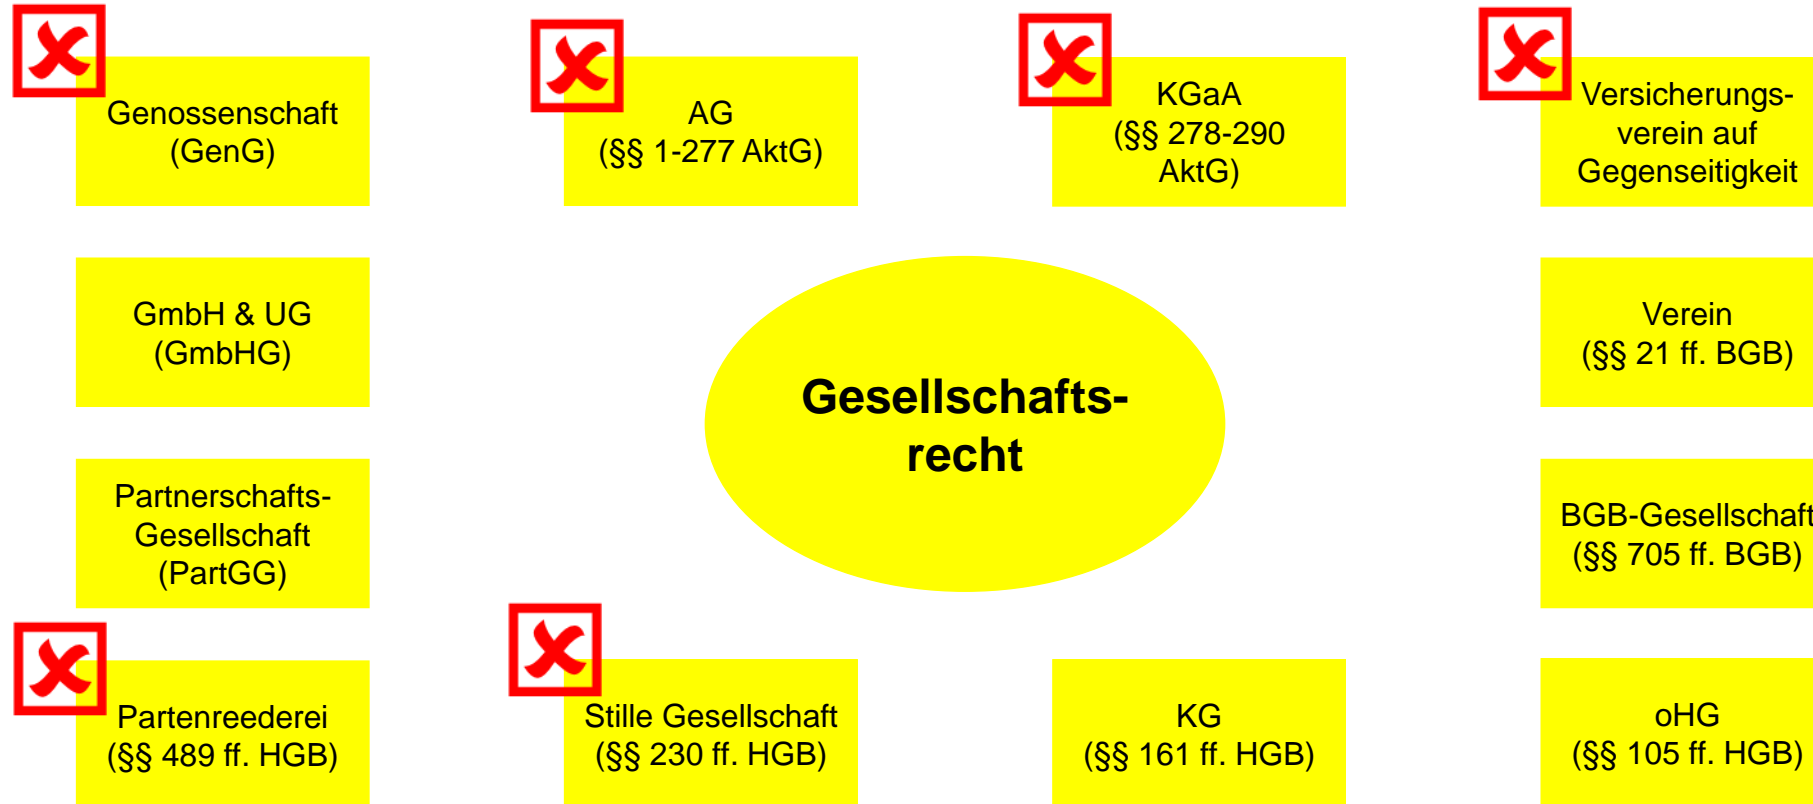 Genossenschaft
(GenG)
AG
(§§ 1-277 AktG)
KGaA
(§§ 278-290
AktG)
Versicherungs-
verein auf
Gegenseitigkeit
GmbH & UG
(GmbHG)
Verein
(§§ 21 ff. BGB)
Gesellschafts-
recht
Partnerschafts-
Gesellschaft
(PartGG)
BGB-Gesellschaft
(§§ 705 ff. BGB)
Partenreederei
(§§ 489 ff. HGB)
Stille Gesellschaft
(§§ 230 ff. HGB)
KG
(§§ 161 ff. HGB)
oHG
(§§ 105 ff. HGB)